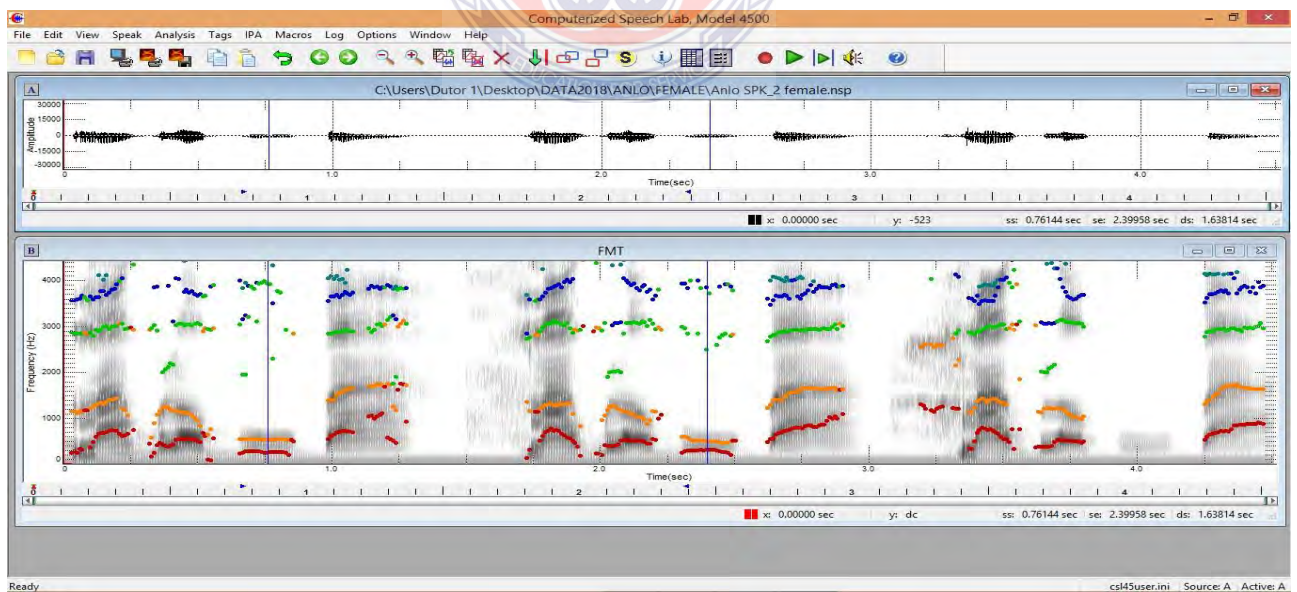 Computerized Speech Lab, Model 4500
File Edit View Speak Analysis Tags IPA Macros Log Options Window Help
EDUCATION SERVICE
A
C:\Users\Dutor 1\Desktop\DATA2018\ANLO\FEMALE\Anlo SPK_2 female.nsp
30000
15000
0
-15000
-30000
Amplitude
0 1.0 2.0 3.0 4.0
Time(sec)
0 1 2 3 4
x: 0.00000 sec y: -523 ss: 0.76144 sec se: 2.39958 sec ds: 1.63814 sec
B
FMT
4000
3000
2000
1000
0
Frequency (Hz)
0 1.0 2.0 3.0 4.0
Time(sec)
0 1 2 3 4
x: 0.00000 sec y: dc ss: 0.76144 sec se: 2.39958 sec ds: 1.63814 sec
Ready csl45user.ini Source: A Active: A